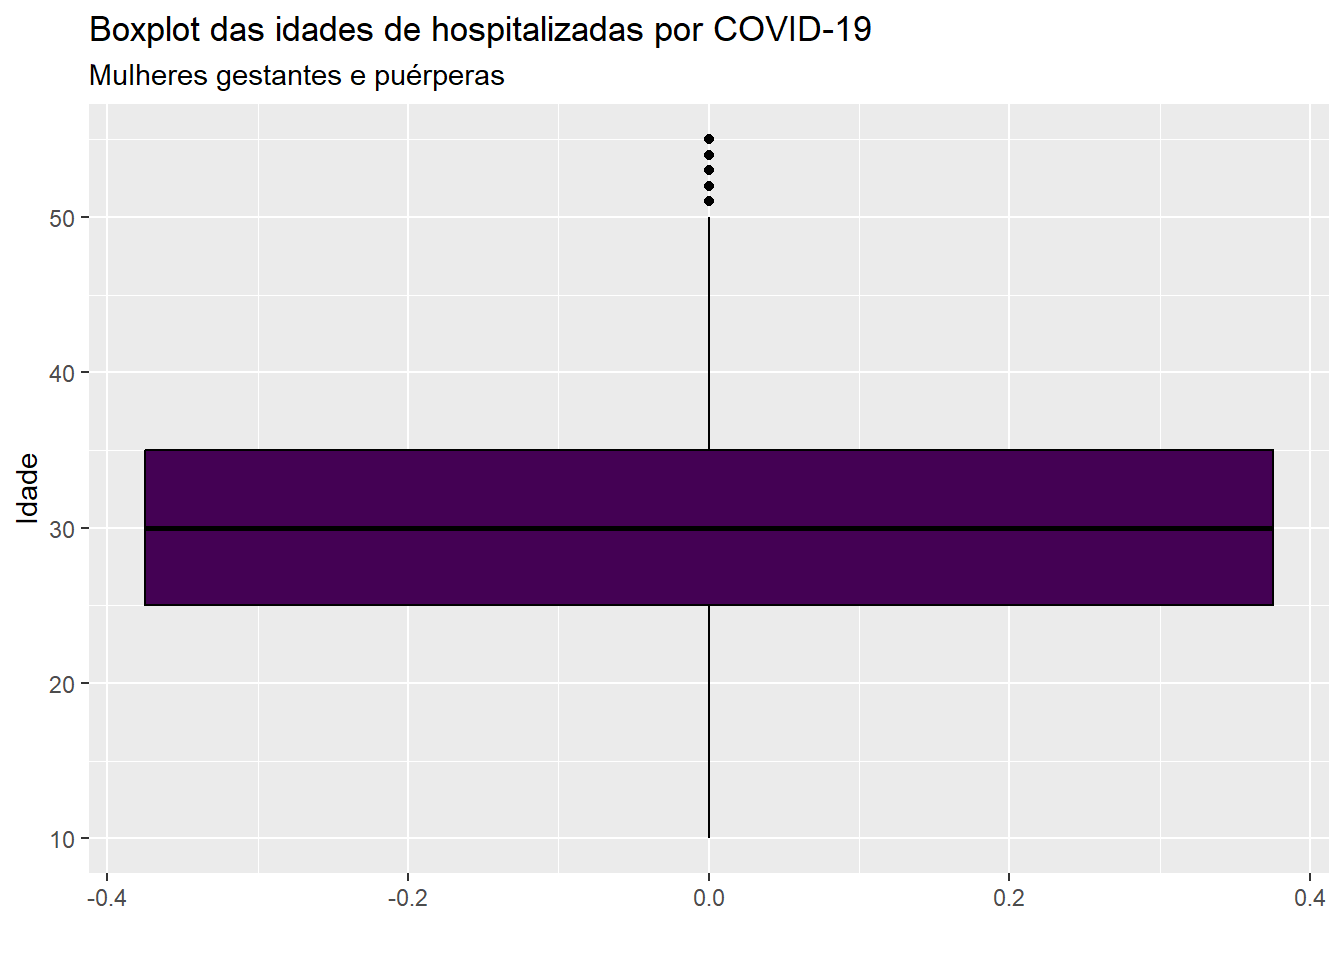 Boxplot das idades de hospitalizadas por COVID-19
Mulheres gestantes e puérperas
Idade
50
40
30
20
10
-0.4 -0.2 0.0 0.2 0.4